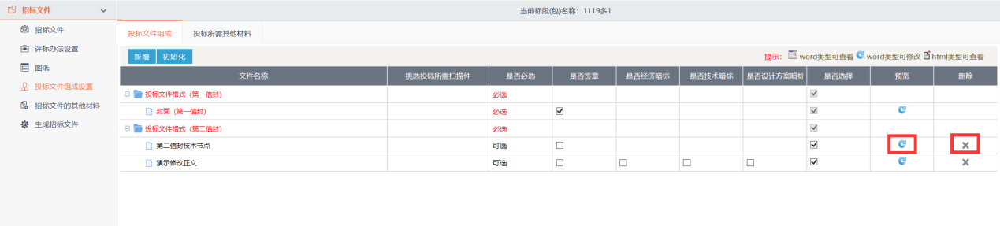 招标文件
当前标段(包)名称: 1119多1
招标文件
评标办法设置
图纸
投标文件组成设置
招标文件的其他材料
生成招标文件
投标文件组成 投标所需其他材料
新增 初始化 提示: word类型可查看 word类型可修改 html类型可查看
文件名称 挑选投标所需扫描件 是否必选 是否签章 是否经济暗标 是否技术暗标 是否设计方案暗标 是否选择 预览 删除
投标文件格式 (第一信封) 必选
封面 (第一信封) 必选
投标文件格式 (第二信封) 必选
第二信封技术节点 可选
演示修改正文 可选